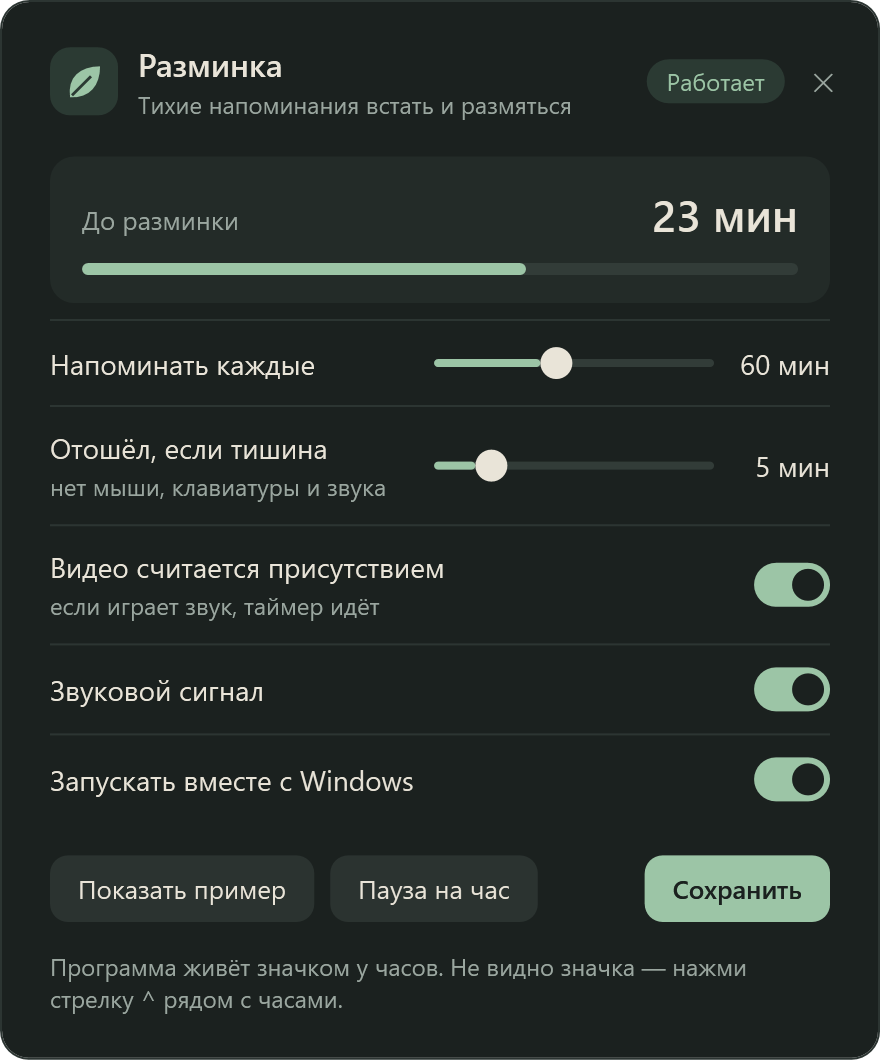 Разминка
Тихие напоминания встать и размяться
Работает
До разминки
23 мин
Напоминать каждые
60 мин
Отошёл, если тишина
нет мыши, клавиатуры и звука
5 мин
Видео считается присутствием
если играет звук, таймер идёт
Звуковой сигнал
Запускать вместе с Windows
Показать пример
Пауза на час
Сохранить
Программа живёт значком у часов. Не видно значка — нажми
стрелку ^ рядом с часами.